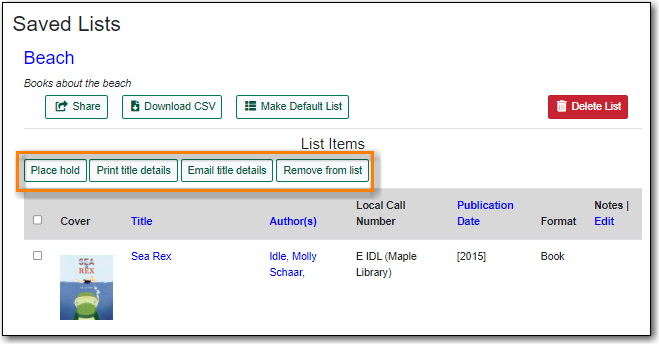 Saved Lists
Beach
Books about the beach
Share Download CSV Make Default List Delete List
List Items
Place hold Print title details Email title details Remove from list
Cover Title Author(s) Local Call Number Publication Date Format Notes | Edit
SEA REX
Sea Rex Idle, Molly Schaar, E IDL (Maple Library) [2015] Book